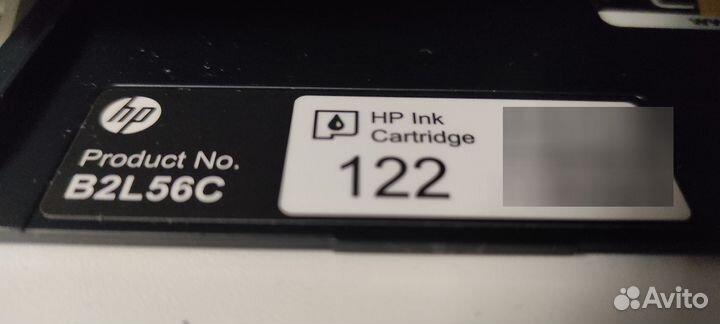 hp
Product No.
B2L56C
HP Ink
Cartridge
122
Avito